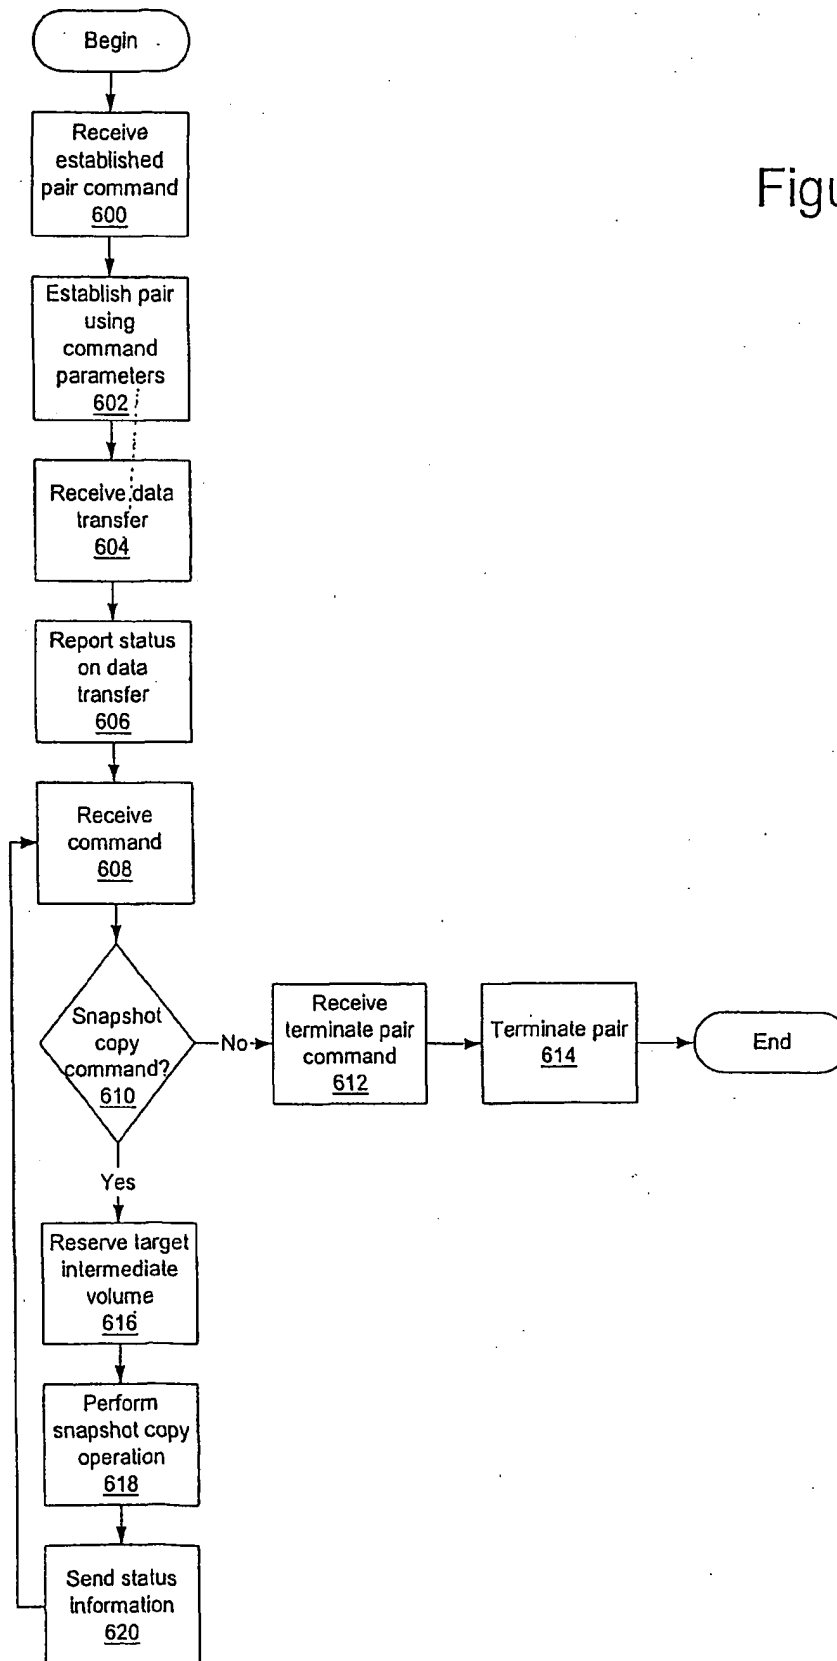 Begin
Receive
established
pair command
600
Establish pair
using
command
parameters
602
Receive data
transfer
604
Report status
on data
transfer
606
Receive
command
608
Snapshot
copy
command?
610
No
Receive
terminate pair
command
612
Terminate pair
614
End
Yes
Reserve target
intermediate
volume
616
Perform
snapshot copy
operation
618
Send status
information
620